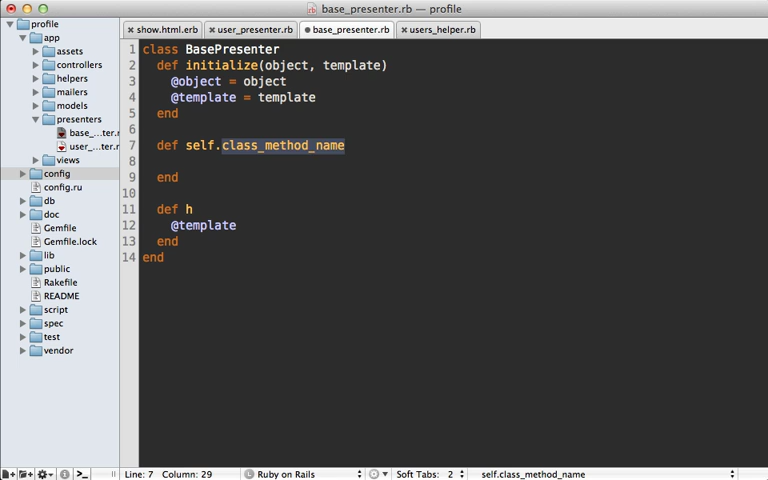 base_presenter.rb — profile
profile
app
assets
controllers
helpers
mailers
models
presenters
base_...ter.r
user_...ter.r
views
config
config.ru
db
doc
Gemfile
Gemfile.lock
lib
public
Rakefile
README
script
spec
test
vendor
show.html.erb user_presenter.rb base_presenter.rb users_helper.rb
1 class BasePresenter
2 def initialize(object, template)
3 @object = object
4 @template = template
5 end
6
7 def self.class_method_name
8
9 end
10
11 def h
12 @template
13 end
14 end
Line: 7 Column: 29 Ruby on Rails Soft Tabs: 2 self.class_method_name